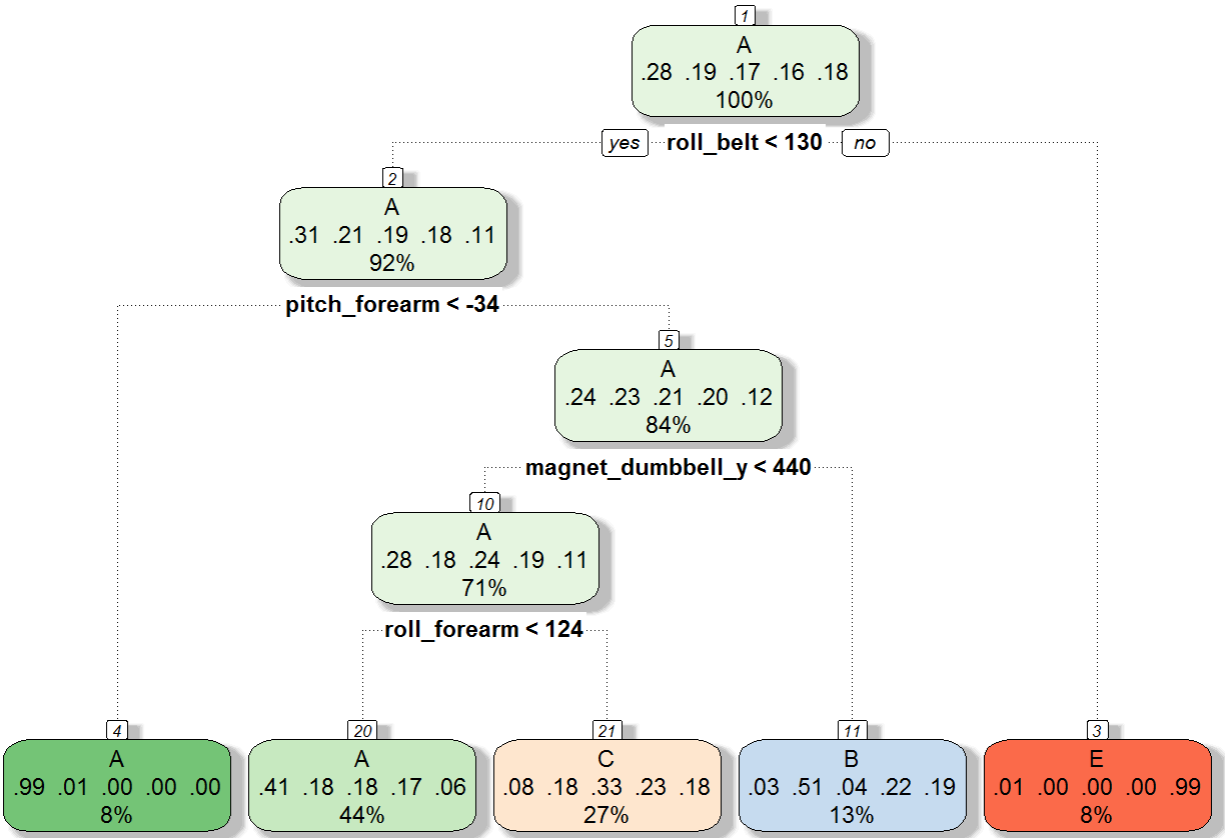 1
A
.28 .19 .17 .16 .18
100%
yes roll_belt < 130 no
2
A
.31 .21 .19 .18 .11
92%
pitch_forearm < -34
5
A
.24 .23 .21 .20 .12
84%
magnet_dumbbell_y < 440
10
A
.28 .18 .24 .19 .11
71%
roll_forearm < 124
4
A
.99 .01 .00 .00 .00
8%
20
A
.41 .18 .18 .17 .06
44%
21
C
.08 .18 .33 .23 .18
27%
11
B
.03 .51 .04 .22 .19
13%
3
E
.01 .00 .00 .00 .99
8%